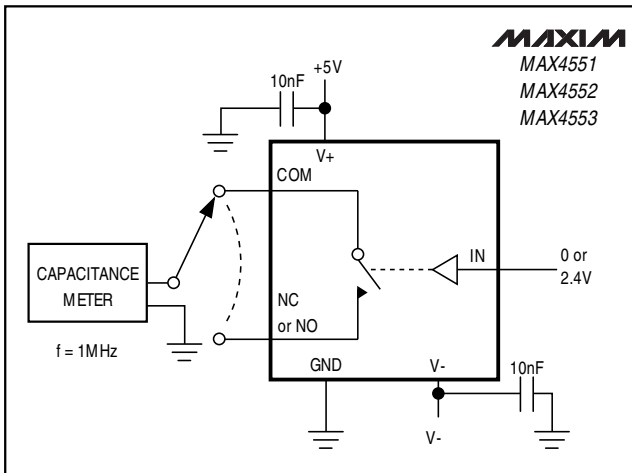 MAXIM
MAX4551
MAX4552
MAX4553
+5V
10nF
V+
COM
IN
0 or
2.4V
CAPACITANCE
METER
NC
or NO
f = 1MHz
GND
V-
10nF
V-